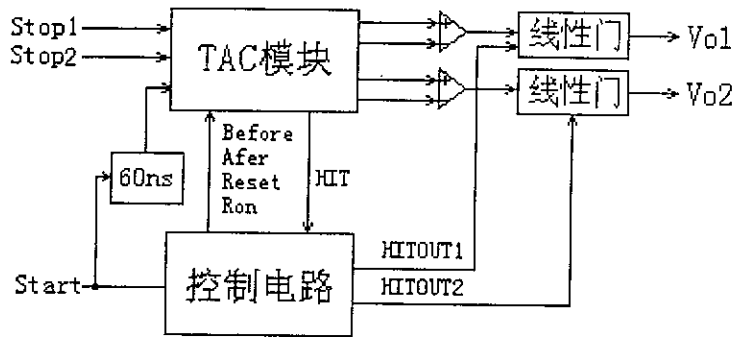 Stop1
Stop2
TAC模块
线性门
Vo1
线性门
Vo2
60ns
Before
Afer
Reset
Ron
HIT
Start
控制电路
HITOUT1
HITOUT2